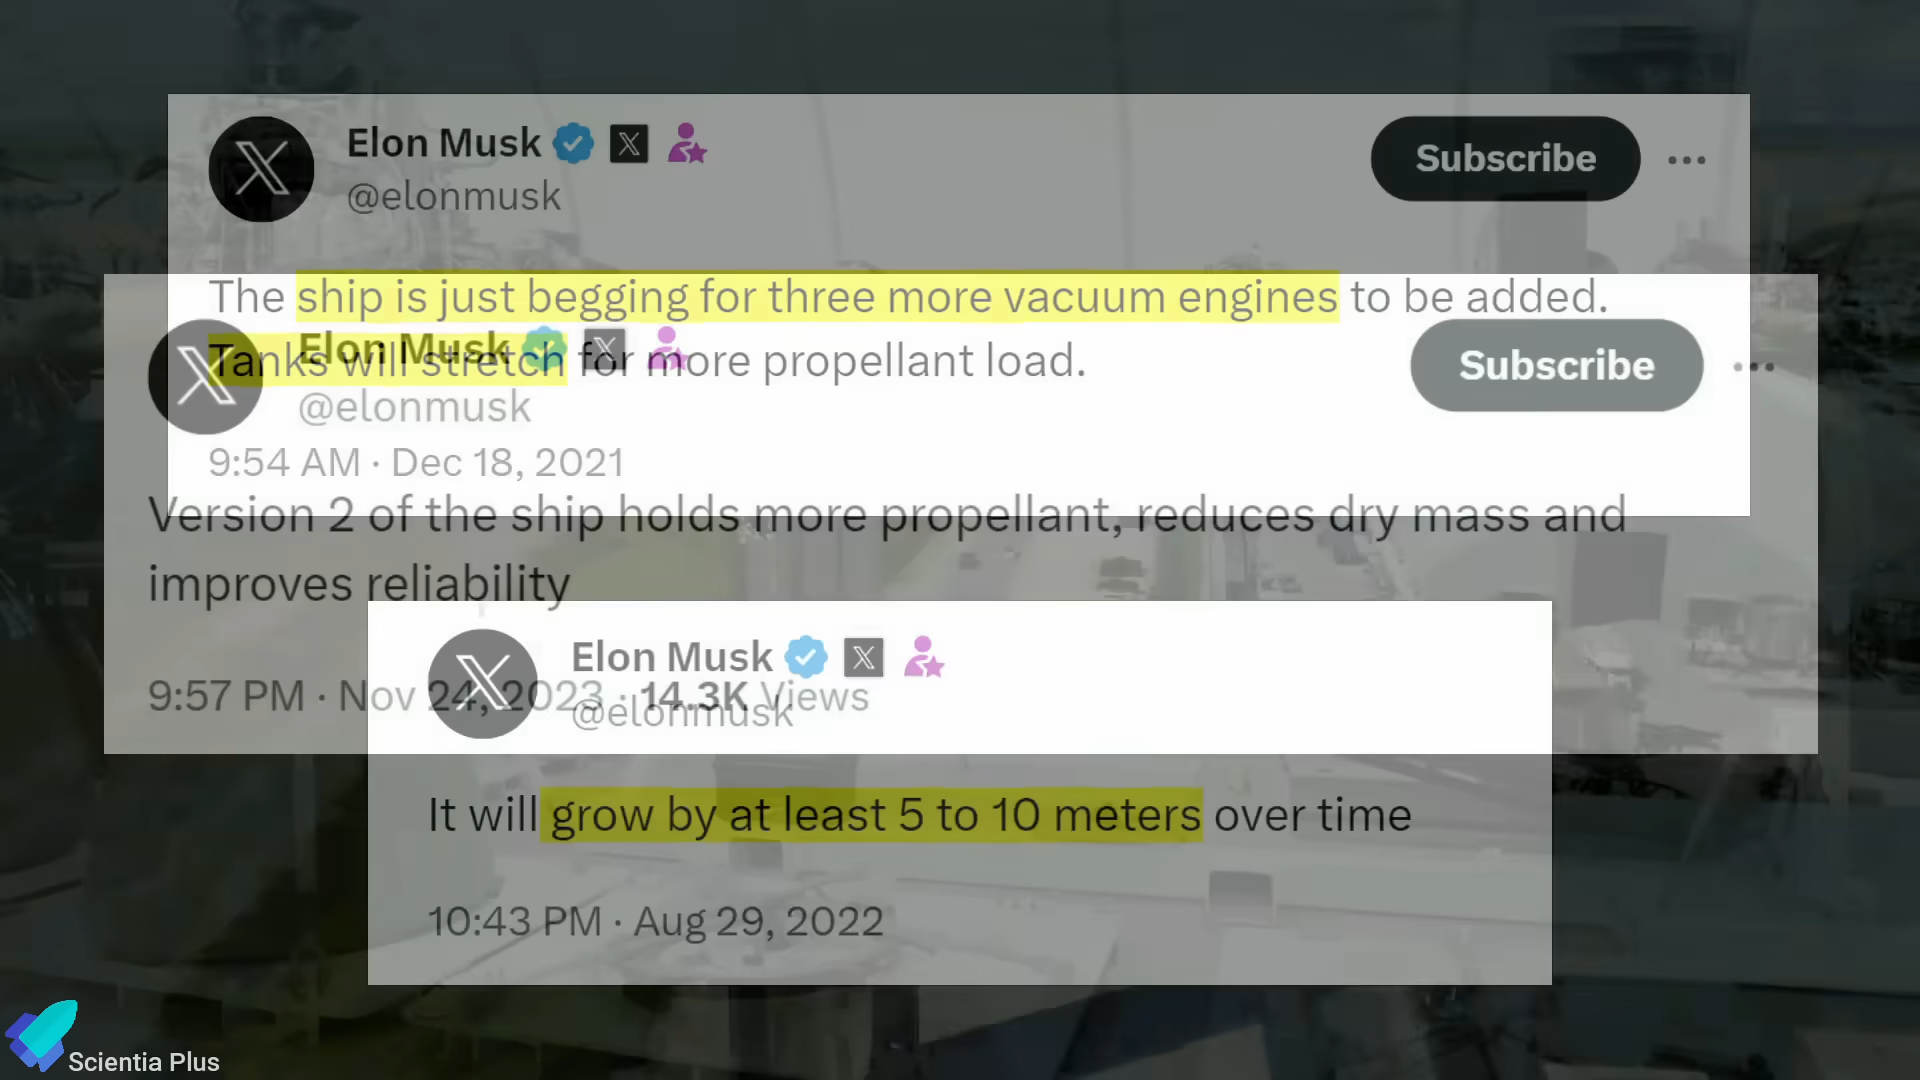 Elon Musk
@elonmusk
Subscribe
The ship is just begging for three more vacuum engines to be added.
Tanks will stretch for more propellant load.
9:54 AM · Dec 18, 2021
Elon Musk
@elonmusk
Subscribe
Version 2 of the ship holds more propellant, reduces dry mass and
improves reliability
9:57 PM · Nov 24, 2023 · 14.3K Views
Elon Musk
@elonmusk
It will grow by at least 5 to 10 meters over time
10:43 PM · Aug 29, 2022
Scientia Plus